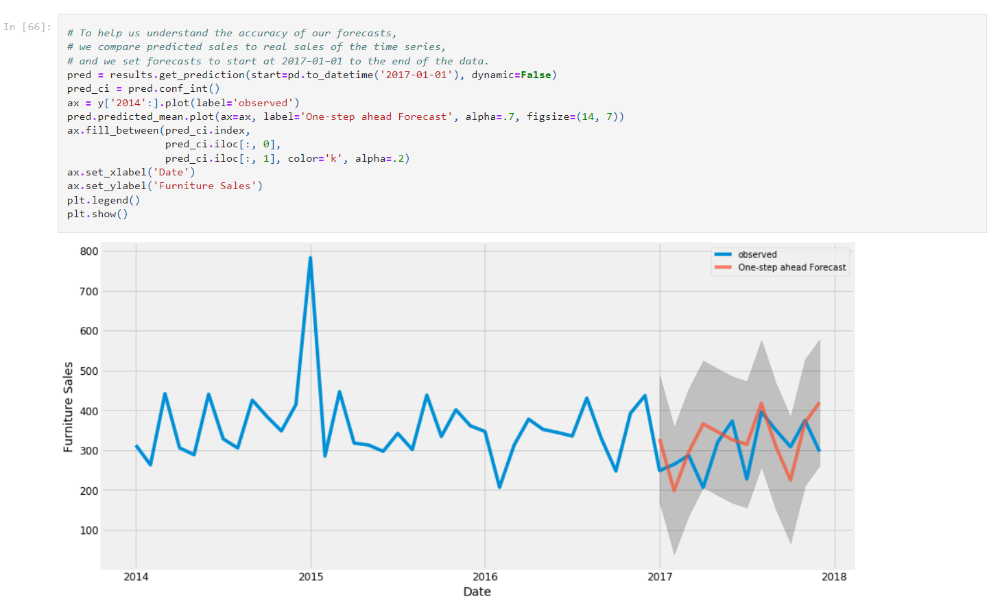 In [66]:
# To help us understand the accuracy of our forecasts,
# we compare predicted sales to real sales of the time series,
# and we set forecasts to start at 2017-01-01 to the end of the data.
pred = results.get_prediction(start=pd.to_datetime('2017-01-01'), dynamic=False)
pred_ci = pred.conf_int()
ax = y['2014':].plot(label='observed')
pred.predicted_mean.plot(ax=ax, label='One-step ahead Forecast', alpha=.7, figsize=(14, 7))
ax.fill_between(pred_ci.index,
                pred_ci.iloc[:, 0],
                pred_ci.iloc[:, 1], color='k', alpha=.2)
ax.set_xlabel('Date')
ax.set_ylabel('Furniture Sales')
plt.legend()
plt.show()
observed
One-step ahead Forecast
800
700
600
500
400
300
200
100
Furniture Sales
2014 2015 2016 2017 2018
Date